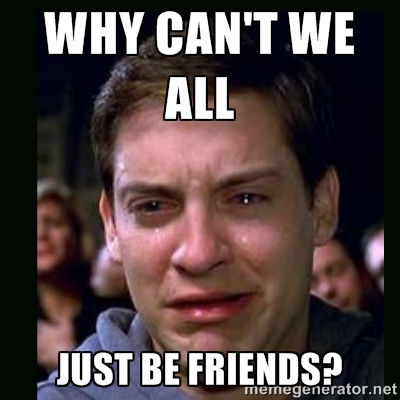 WHY CAN'T WE
ALL
JUST BE FRIENDS?
memegenerator.net